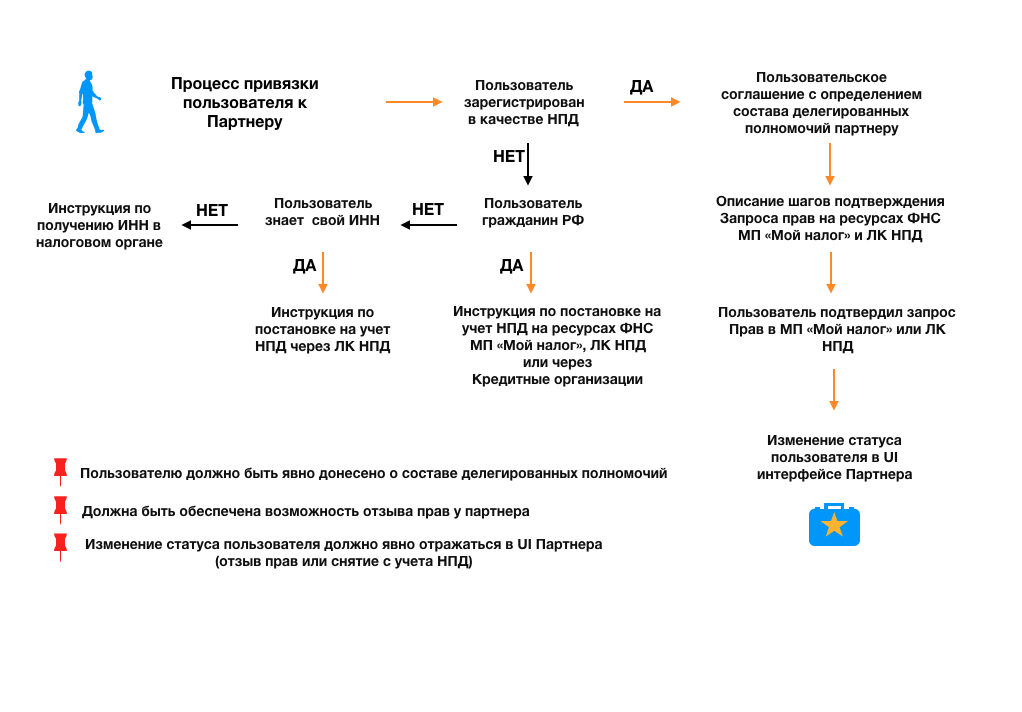 Процесс привязки
пользователя к
Партнеру
Пользователь
зарегистрирован
в качестве НПД
ДА
Пользовательское
соглашение с определением
состава делегированных
полномочий партнеру
НЕТ
Инструкция по
получению ИНН в
налоговом органе
НЕТ
Пользователь
знает свой ИНН
НЕТ
Пользователь
гражданин РФ
Описание шагов подтверждения
Запроса прав на ресурсах ФНС
МП «Мой налог» и ЛК НПД
ДА
ДА
Инструкция по
постановке на учет
НПД через ЛК НПД
Инструкция по постановке на
учет НПД на ресурсах ФНС
МП «Мой налог», ЛК НПД
или через
Кредитные организации
Пользователь подтвердил запрос
Прав в МП «Мой налог» или ЛК
НПД
Изменение статуса
пользователя в UI
интерфейсе Партнера
Пользователю должно быть явно донесено о составе делегированных полномочий
Должна быть обеспечена возможность отзыва прав у партнера
Изменение статуса пользователя должно явно отражаться в UI Партнера
(отзыв прав или снятие с учета НПД)